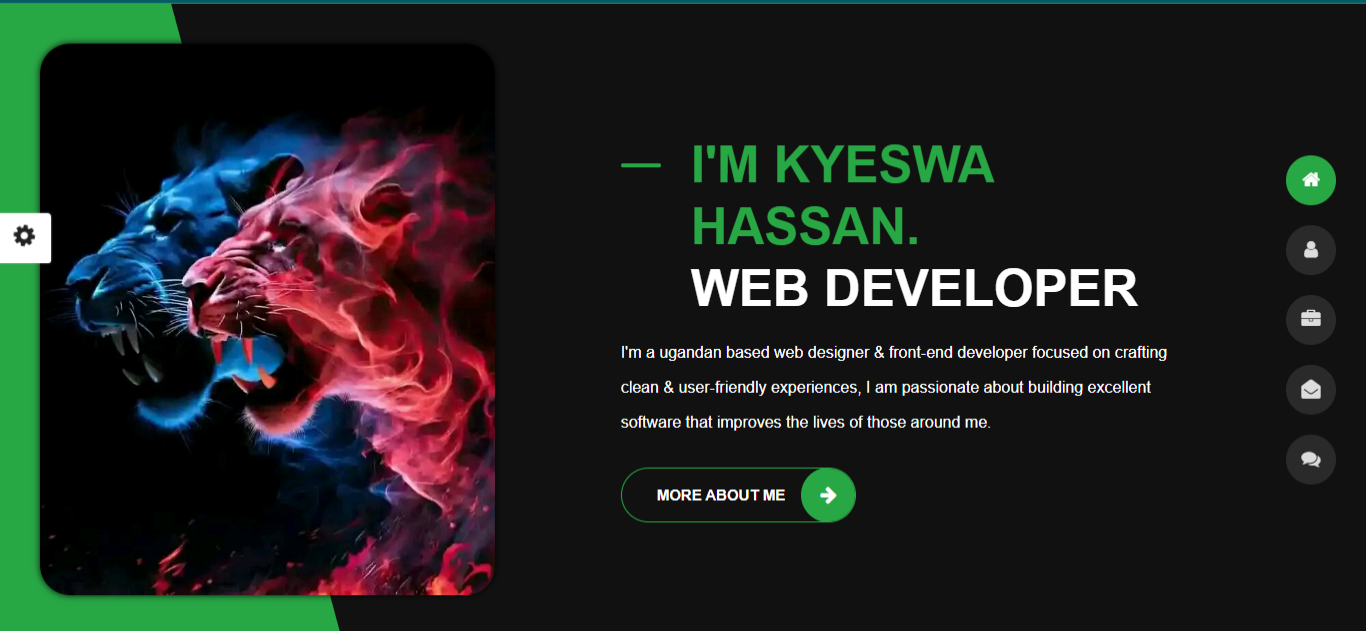 I'M KYESWA
HASSAN.
WEB DEVELOPER
I'm a ugandan based web designer & front-end developer focused on crafting
clean & user-friendly experiences, I am passionate about building excellent
software that improves the lives of those around me.
MORE ABOUT ME